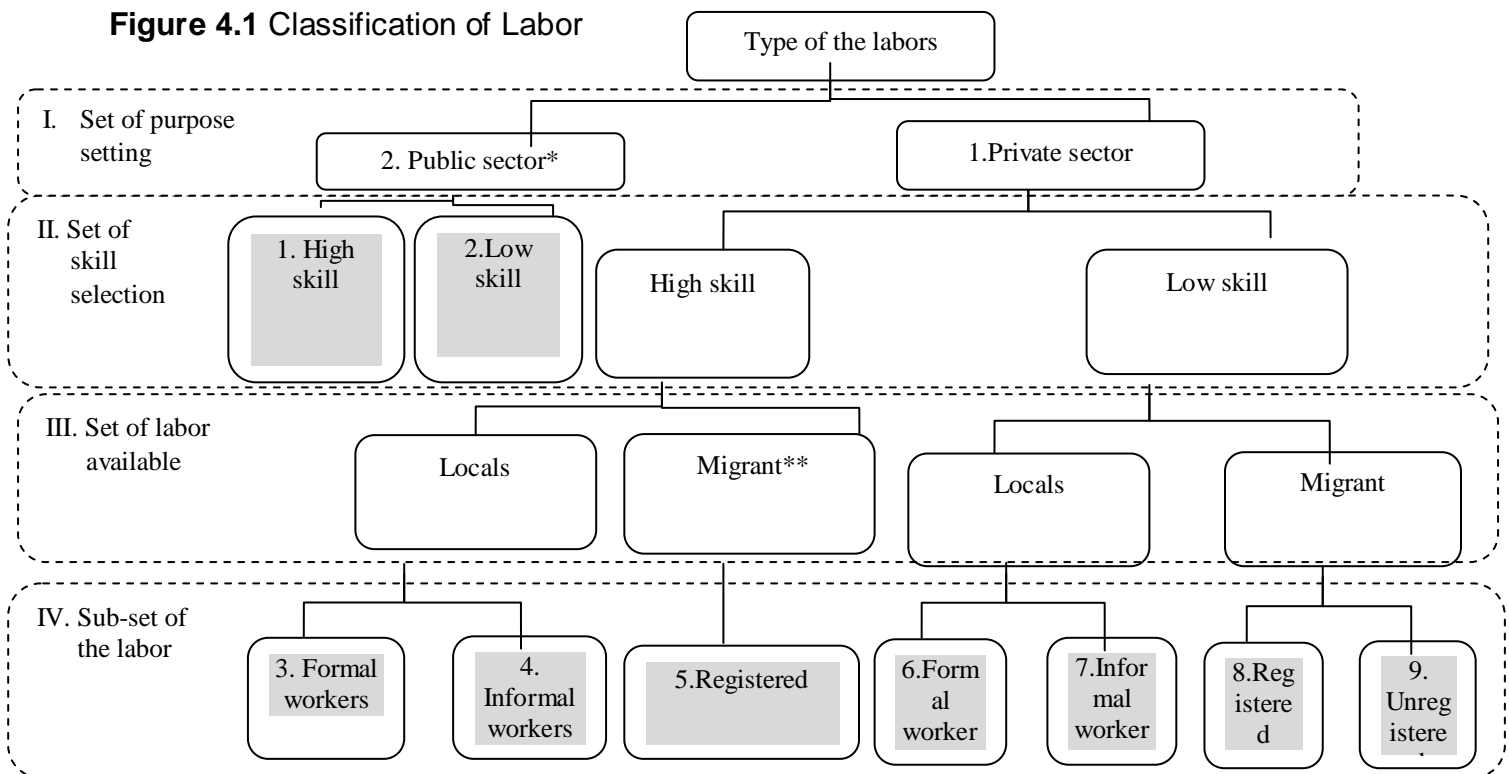 Figure 4.1 Classification of Labor
Type of the labors
I. Set of purpose
setting
2. Public sector*
1.Private sector
II. Set of
skill
selection
1. High
skill
2.Low
skill
High skill
Low skill
III. Set of labor
available
Locals
Migrant**
Locals
Migrant
IV. Sub-set of
the labor
3. Formal
workers
4.
Informal
workers
5.Registered
6.Form
al
worker
7.Infor
mal
worker
8.Reg
istere
d
9.
Unreg
istere